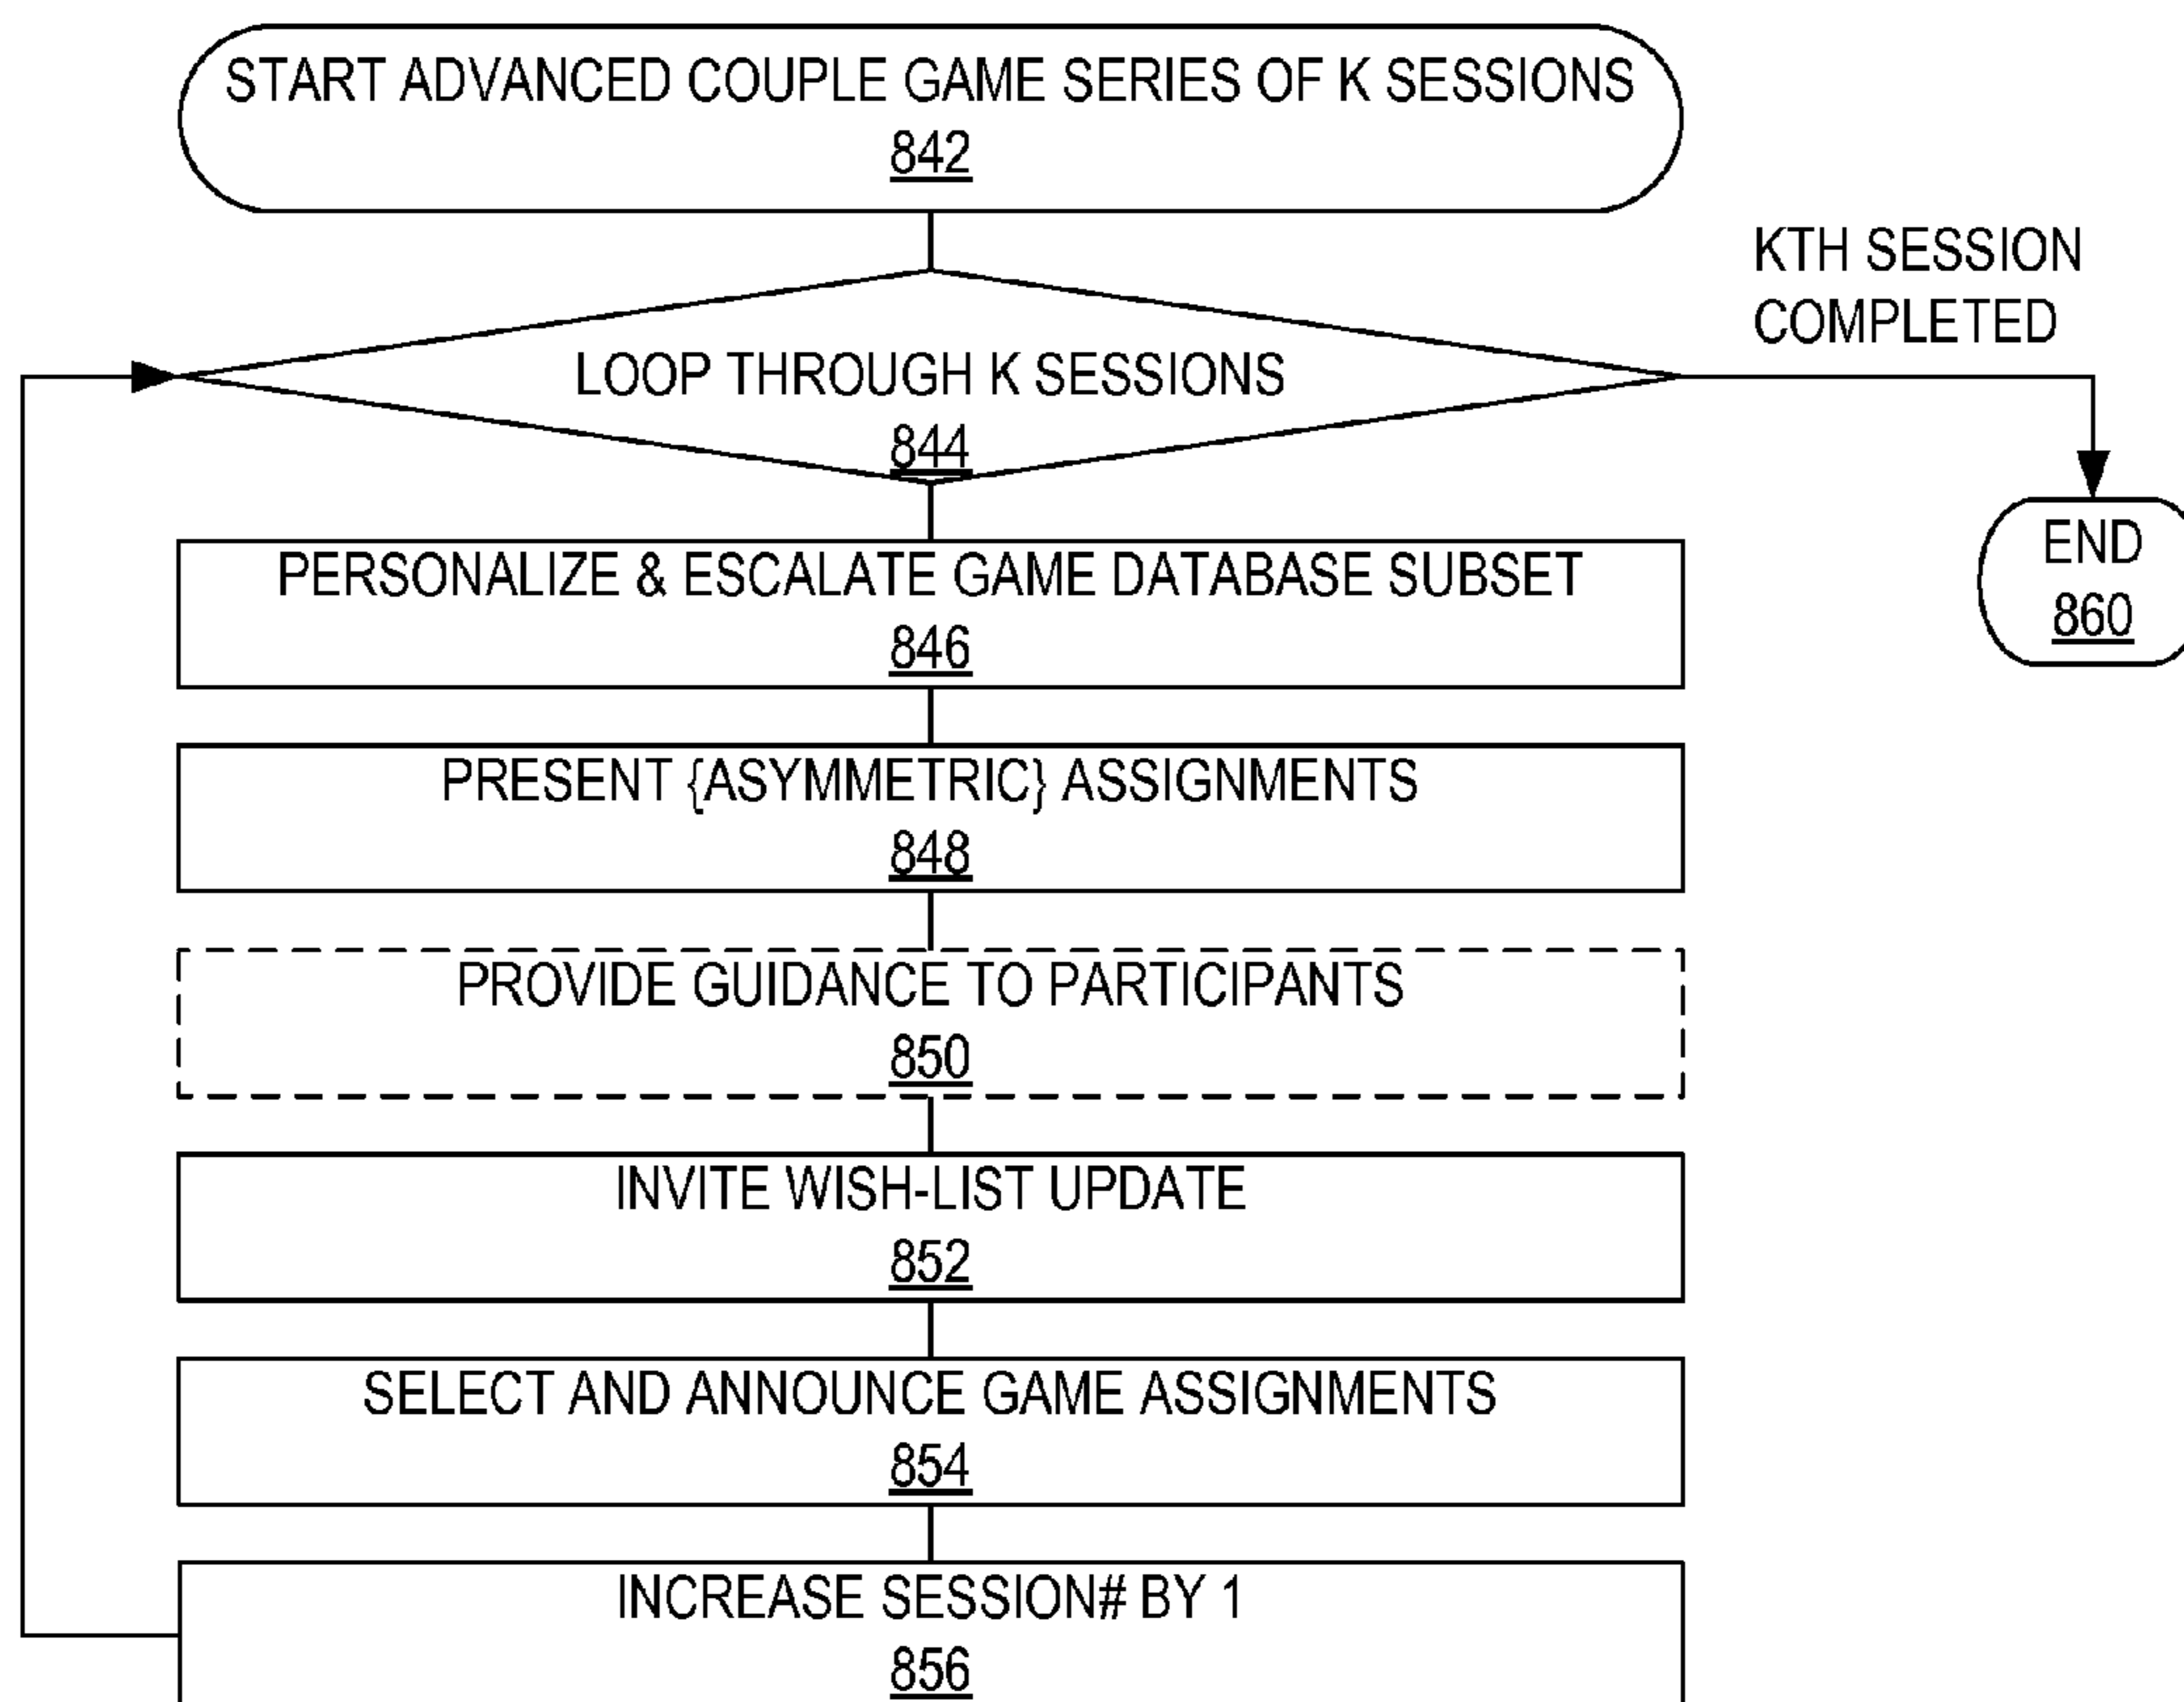 START ADVANCED COUPLE GAME SERIES OF K SESSIONS
842
KTH SESSION
COMPLETED
LOOP THROUGH K SESSIONS
844
END
860
PERSONALIZE & ESCALATE GAME DATABASE SUBSET
846
PRESENT {ASYMMETRIC} ASSIGNMENTS
848
PROVIDE GUIDANCE TO PARTICIPANTS
850
INVITE WISH-LIST UPDATE
852
SELECT AND ANNOUNCE GAME ASSIGNMENTS
854
INCREASE SESSION# BY 1
856